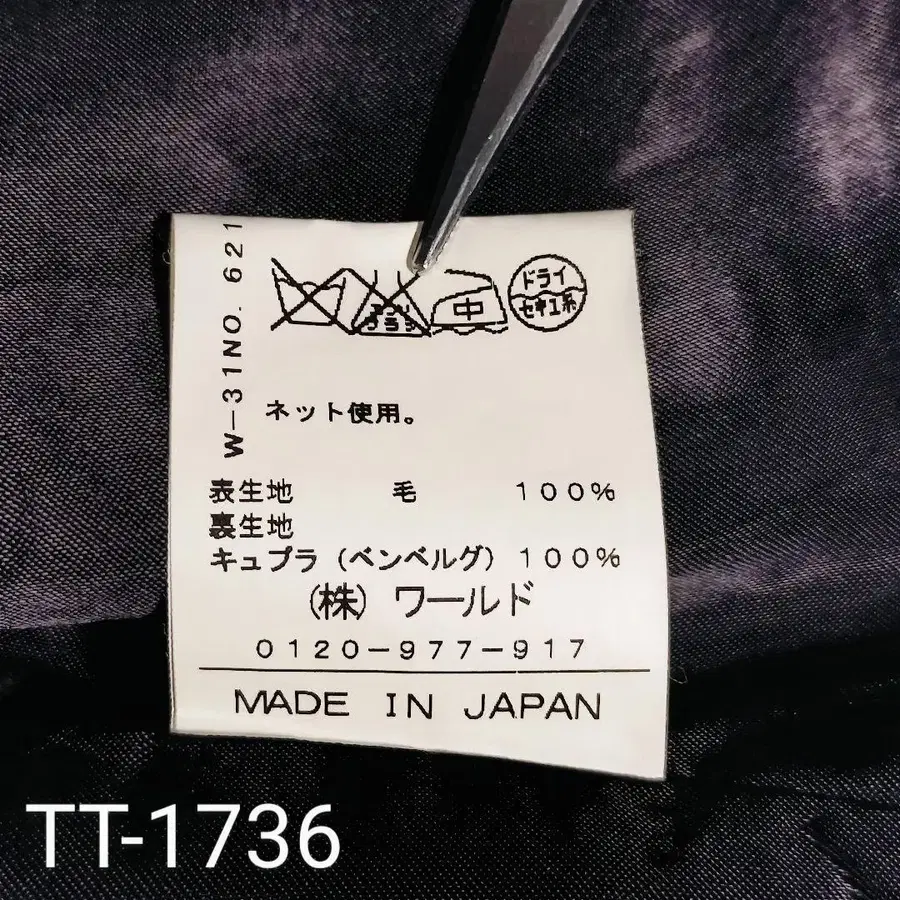 W-31NO.621
ドライ
セキユ系
中
ネット使用。
表生地 毛 100%
裏生地
キュプラ(ベンベルグ)100%
(株)ワールド
0120-977-917
MADE IN JAPAN
TT-1736